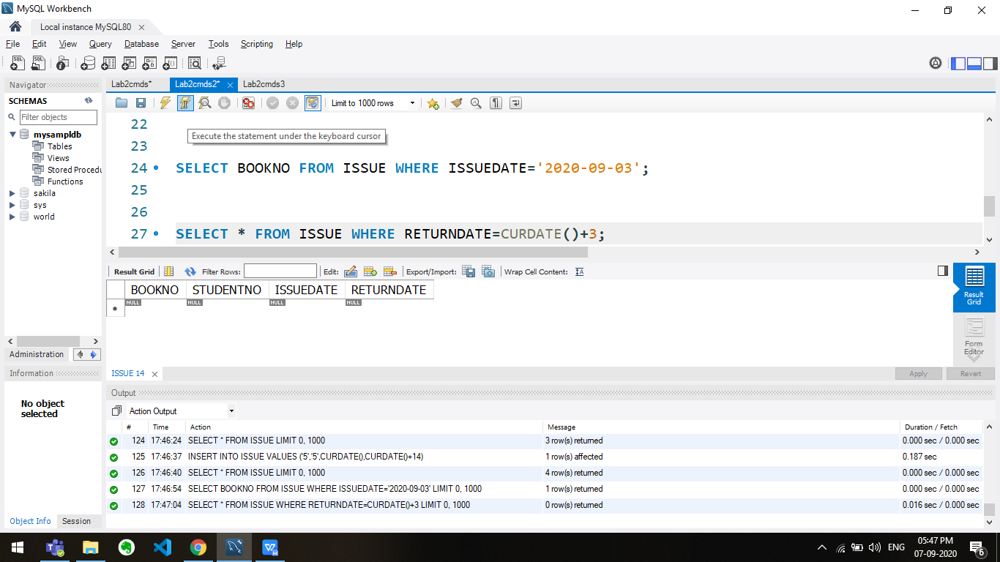 MySQL Workbench
Local instance MySQL80
File Edit View Query Database Server Tools Scripting Help
Navigator
SCHEMAS
Filter objects
mysampldb
Tables
Views
Stored Procedu
Functions
sakila
sys
world
Administration
Information
No object
selected
Object Info Session
Lab2cmds* Lab2cmds2* Lab2cmds3
Limit to 1000 rows
22
Execute the statement under the keyboard cursor
23
24 SELECT BOOKNO FROM ISSUE WHERE ISSUEDATE='2020-09-03';
25
26
27 SELECT * FROM ISSUE WHERE RETURNDATE=CURDATE()+3;
Result Grid Filter Rows: Edit: Export/Import: Wrap Cell Content:
BOOKNO STUDENTNO ISSUEDATE RETURNDATE
* NULL NULL NULL NULL
Result
Grid
Form
Editor
ISSUE 14
Apply Revert
Output
Action Output
# Time Action Message Duration / Fetch
124 17:46:24 SELECT * FROM ISSUE LIMIT 0, 1000 3 row(s) returned 0.000 sec / 0.000 sec
125 17:46:37 INSERT INTO ISSUE VALUES ('5','5',CURDATE(),CURDATE()+14) 1 row(s) affected 0.187 sec
126 17:46:40 SELECT * FROM ISSUE LIMIT 0, 1000 4 row(s) returned 0.000 sec / 0.000 sec
127 17:46:54 SELECT BOOKNO FROM ISSUE WHERE ISSUEDATE='2020-09-03' LIMIT 0, 1000 1 row(s) returned 0.000 sec / 0.000 sec
128 17:47:04 SELECT * FROM ISSUE WHERE RETURNDATE=CURDATE()+3 LIMIT 0, 1000 0 row(s) returned 0.016 sec / 0.000 sec
ENG
05:47 PM
07-09-2020
6